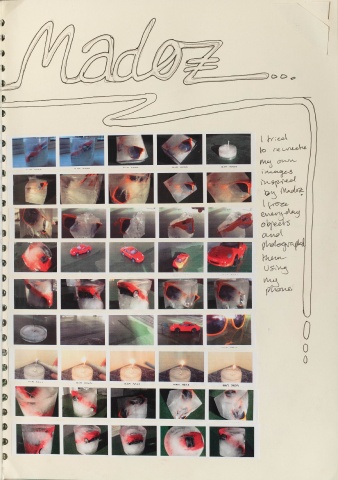 Madoz...
I tried
to recreate
my own
images
inspired
by Madoz
I froze
everyday
objects
and
photographed
them
using
my
phone